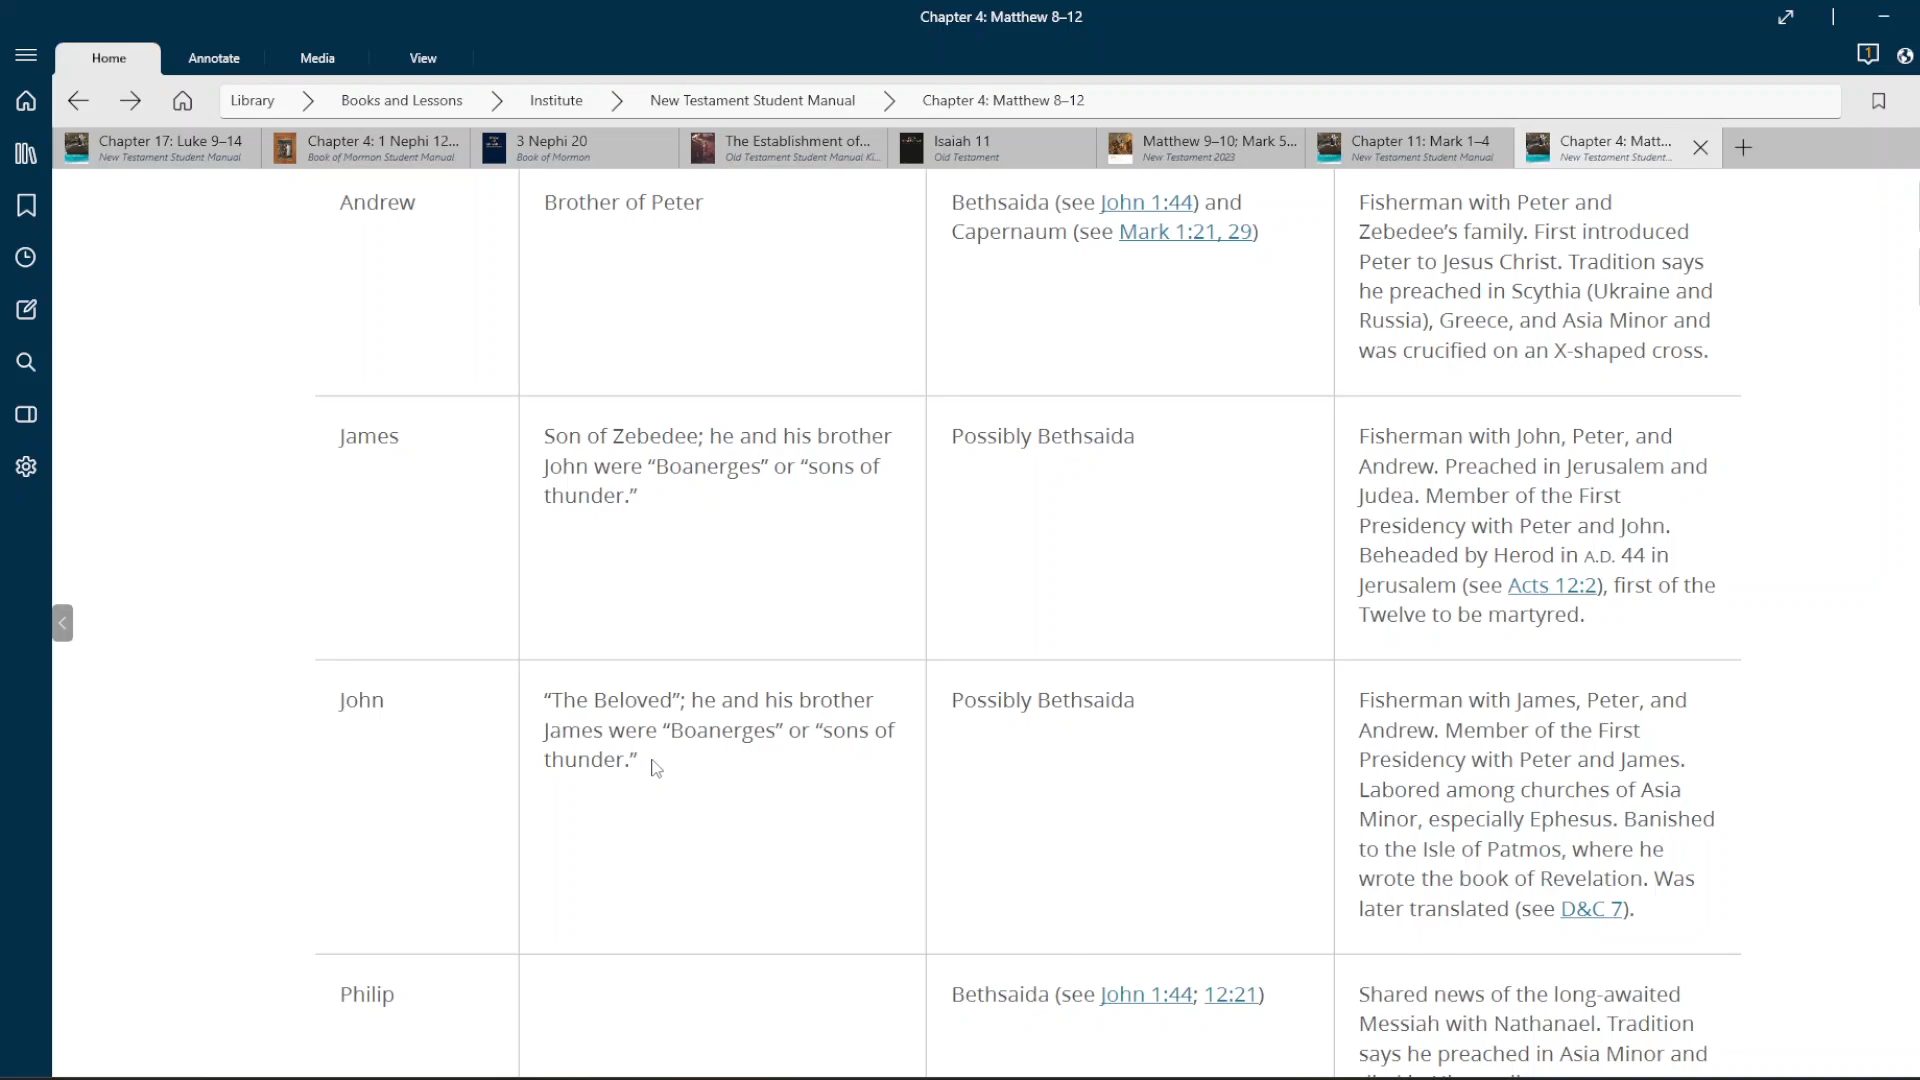 Chapter 4: Matthew 8–12
Home
Annotate
Media
View
1
Library
Books and Lessons
Institute
New Testament Student Manual
Chapter 4: Matthew 8–12
Chapter 17: Luke 9–14
New Testament Student Manual
Chapter 4: 1 Nephi 12...
Book of Mormon Student Manual
3 Nephi 20
Book of Mormon
The Establishment of...
Old Testament Student Manual Ki...
Isaiah 11
Old Testament
Matthew 9–10; Mark 5...
New Testament 2023
Chapter 11: Mark 1–4
New Testament Student Manual
Chapter 4: Matt...
New Testament Student...
Andrew
Brother of Peter
Bethsaida (see John 1:44) and
Capernaum (see Mark 1:21, 29)
Fisherman with Peter and
Zebedee’s family. First introduced
Peter to Jesus Christ. Tradition says
he preached in Scythia (Ukraine and
Russia), Greece, and Asia Minor and
was crucified on an X-shaped cross.
James
Son of Zebedee; he and his brother
John were “Boanerges” or “sons of
thunder.”
Possibly Bethsaida
Fisherman with John, Peter, and
Andrew. Preached in Jerusalem and
Judea. Member of the First
Presidency with Peter and John.
Beheaded by Herod in A.D. 44 in
Jerusalem (see Acts 12:2), first of the
Twelve to be martyred.
John
“The Beloved”; he and his brother
James were “Boanerges” or “sons of
thunder.”
Possibly Bethsaida
Fisherman with James, Peter, and
Andrew. Member of the First
Presidency with Peter and James.
Labored among churches of Asia
Minor, especially Ephesus. Banished
to the Isle of Patmos, where he
wrote the book of Revelation. Was
later translated (see D&C 7).
Philip
Bethsaida (see John 1:44; 12:21)
Shared news of the long-awaited
Messiah with Nathanael. Tradition
says he preached in Asia Minor and